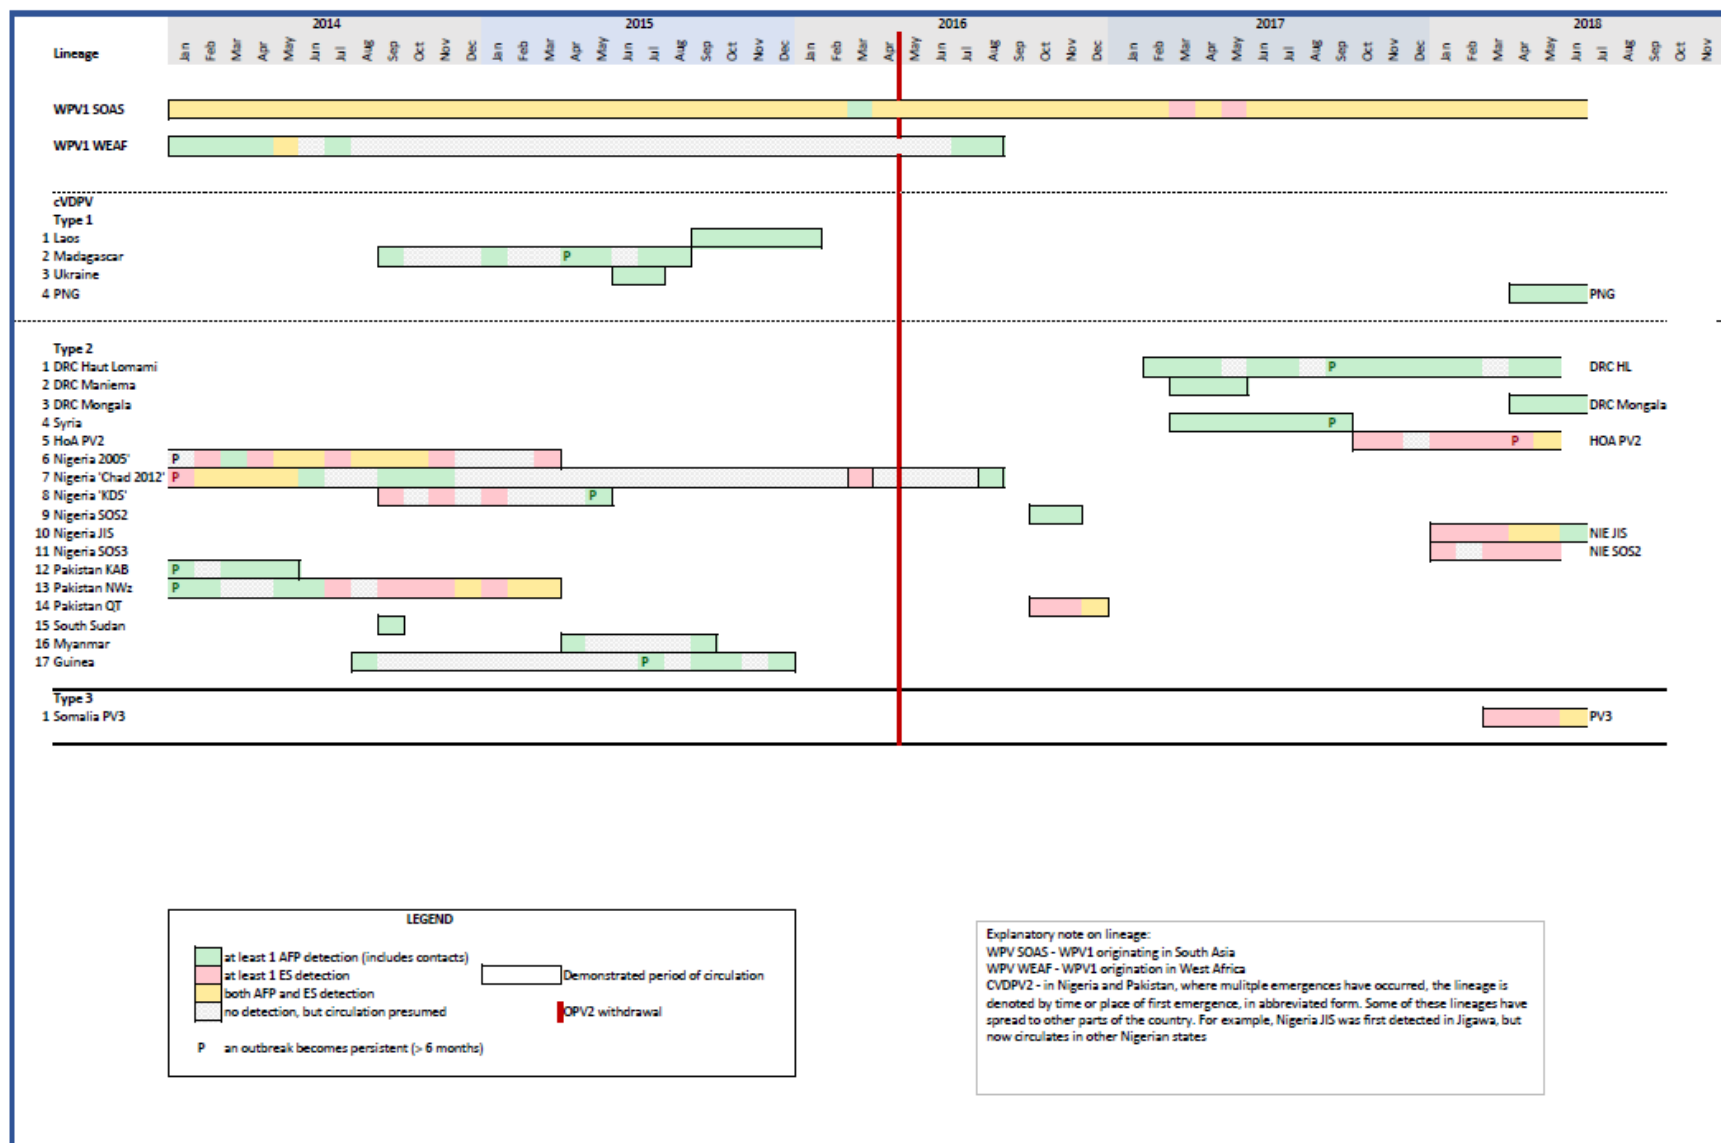 2014 2015 2016 2017 2018
Lineage Jan Feb Mar Apr May Jun Jul Aug Sep Oct Nov Dec Jan Feb Mar Apr May Jun Jul Aug Sep Oct Nov Dec Jan Feb Mar Apr May Jun Jul Aug Sep Oct Nov Dec Jan Feb Mar Apr May Jun Jul Aug Sep Oct Nov Dec Jan Feb Mar Apr May Jun Jul Aug Sep Oct Nov
WPV1 SOAS
WPV1 WEAF
cVDPV
Type 1
1 Laos
2 Madagascar P
3 Ukraine
4 PNG PNG
Type 2
1 DRC Haut Lomami P DRC HL
2 DRC Maniema
3 DRC Mongala DRC Mongala
4 Syria P
5 HoA PV2 P HOA PV2
6 Nigeria 2005' P
7 Nigeria 'Chad 2012' P
8 Nigeria 'KDS' P
9 Nigeria SOS2
10 Nigeria JIS NIE JIS
11 Nigeria SOS3 NIE SOS2
12 Pakistan KAB P
13 Pakistan NWz P
14 Pakistan QT
15 South Sudan
16 Myanmar
17 Guinea P
Type 3
1 Somalia PV3 PV3
LEGEND
at least 1 AFP detection (includes contacts)
at least 1 ES detection Demonstrated period of circulation
both AFP and ES detection
no detection, but circulation presumed OPV2 withdrawal
P an outbreak becomes persistent (> 6 months)
Explanatory note on lineage:
WPV SOAS - WPV1 originating in South Asia
WPV WEAF - WPV1 origination in West Africa
CVDPV2 - in Nigeria and Pakistan, where mulitple emergences have occurred, the lineage is
denoted by time or place of first emergence, in abbreviated form. Some of these lineages have
spread to other parts of the country. For example, Nigeria JIS was first detected in Jigawa, but
now circulates in other Nigerian states